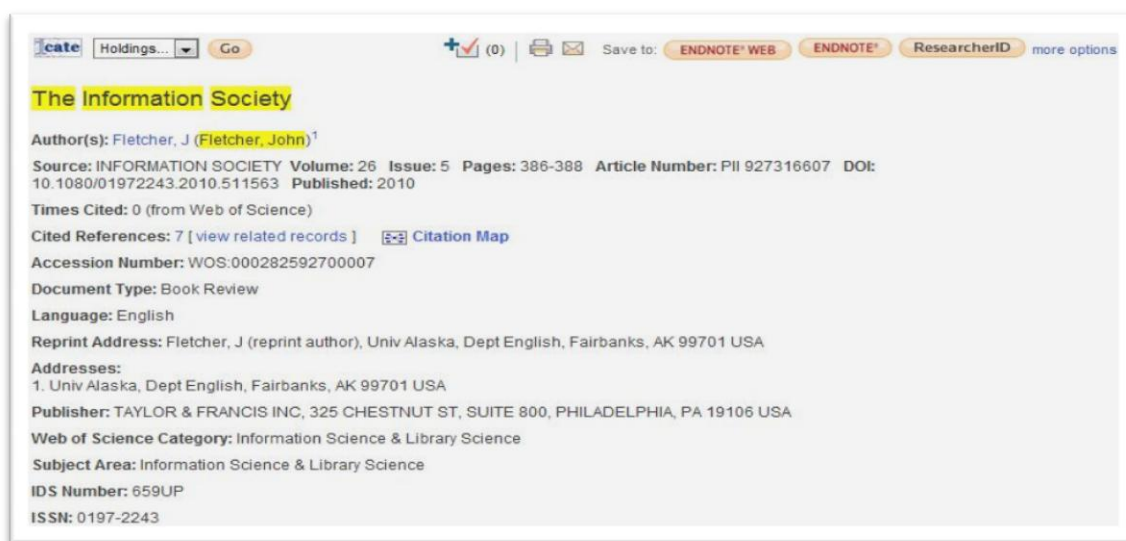 cate Holdings... Go (0) | Save to: ENDNOTE® WEB ENDNOTE® ResearcherID more options
The Information Society
Author(s): Fletcher, J (Fletcher, John)1
Source: INFORMATION SOCIETY Volume: 26 Issue: 5 Pages: 386-388 Article Number: PII 927316607 DOI:
10.1080/01972243.2010.511563 Published: 2010
Times Cited: 0 (from Web of Science)
Cited References: 7 [ view related records ] Citation Map
Accession Number: WOS:000282592700007
Document Type: Book Review
Language: English
Reprint Address: Fletcher, J (reprint author), Univ Alaska, Dept English, Fairbanks, AK 99701 USA
Addresses:
1. Univ Alaska, Dept English, Fairbanks, AK 99701 USA
Publisher: TAYLOR & FRANCIS INC, 325 CHESTNUT ST, SUITE 800, PHILADELPHIA, PA 19106 USA
Web of Science Category: Information Science & Library Science
Subject Area: Information Science & Library Science
IDS Number: 659UP
ISSN: 0197-2243